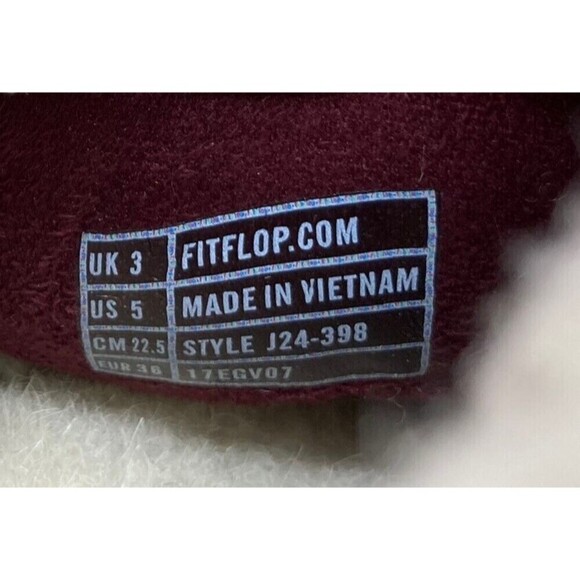 UK 3 FITFLOP.COM
US 5 MADE IN VIETNAM
CM 22.5 STYLE J24-398
EUR 36 17EGV07